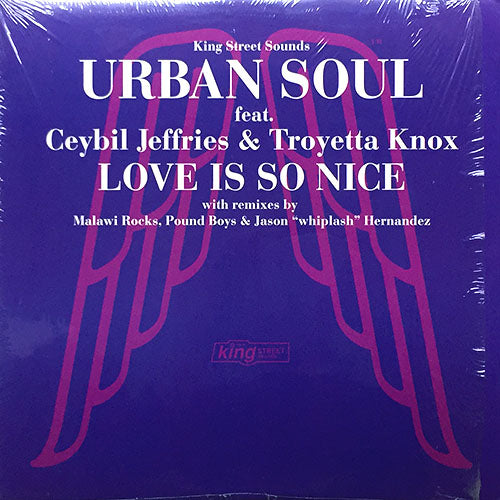 King Street Sounds
URBAN SOUL
feat.
Ceybil Jeffries & Troyetta Knox
LOVE IS SO NICE
with remixes by
Malawi Rocks, Pound Boys & Jason “whiplash” Hernandez
king STREET